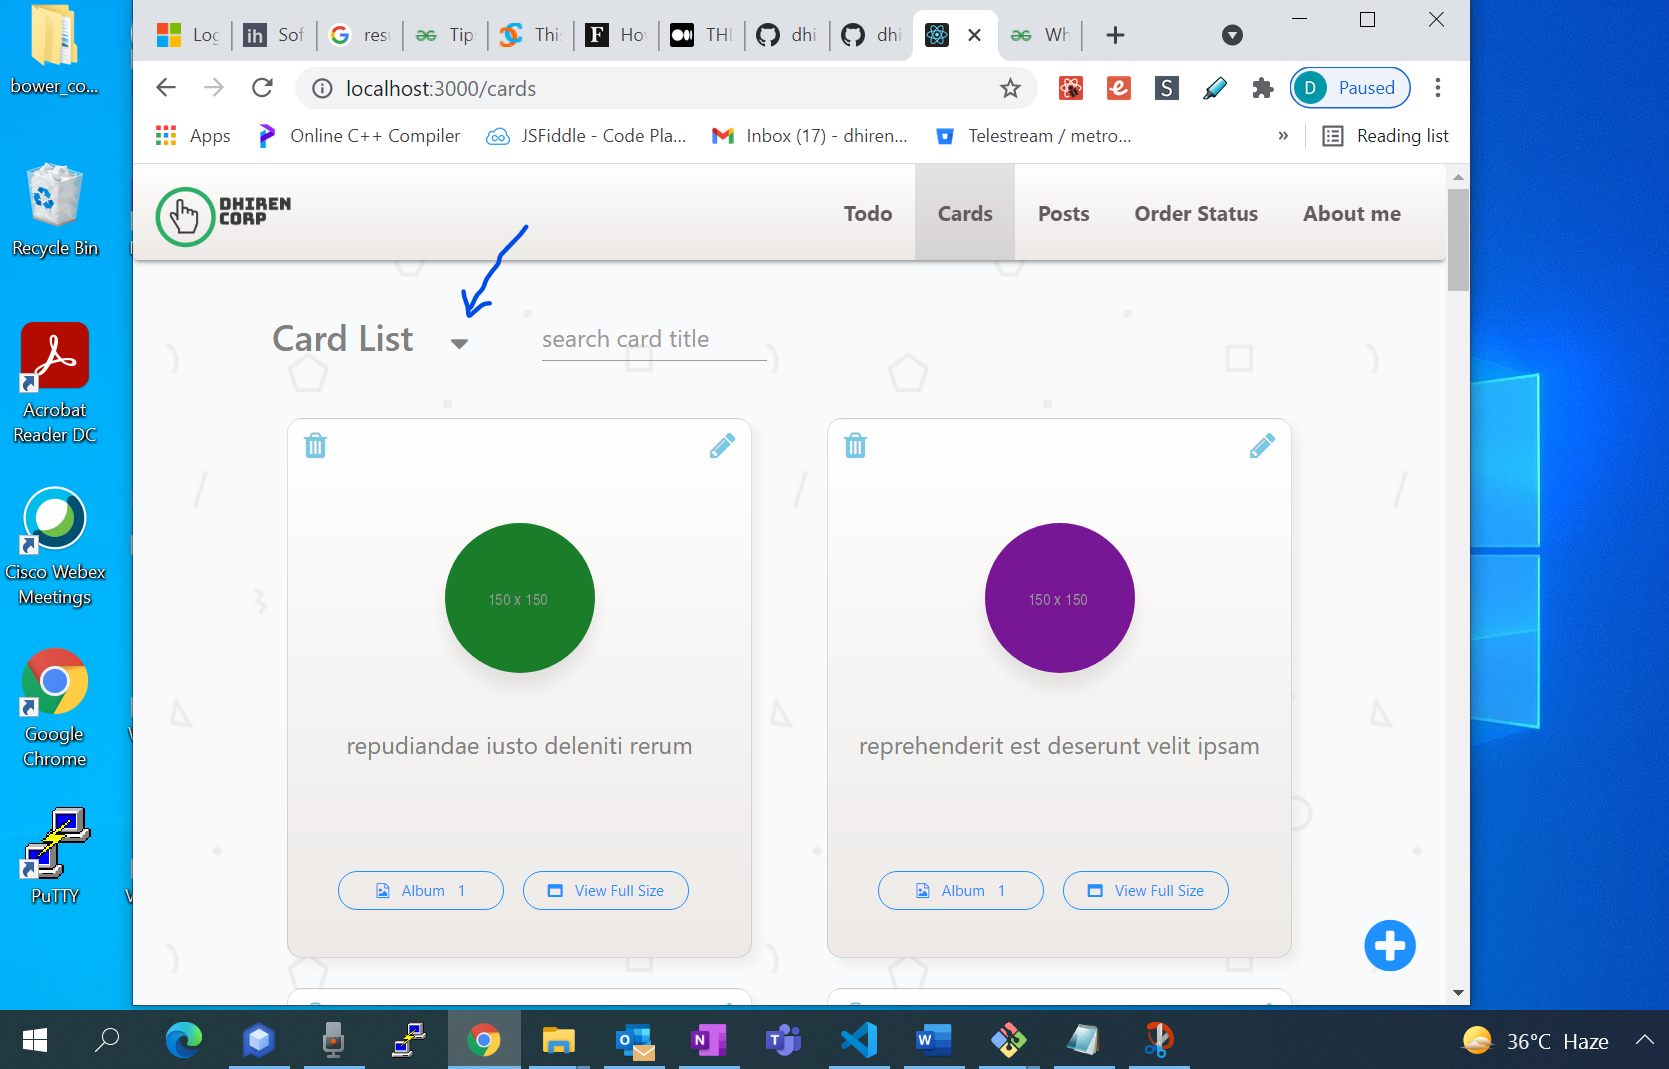 bower_co...
Recycle Bin
Acrobat
Reader DC
Cisco Webex
Meetings
Google
Chrome
PuTTY
Log
ih Sof
res
Tip
This
F Ho
THE
dhi
dhi
Wh
localhost:3000/cards
S
D Paused
Apps
Online C++ Compiler
JSFiddle - Code Pla...
Inbox (17) - dhiren...
Telestream / metro...
»
Reading list
DHIREN
CORP
Todo
Cards
Posts
Order Status
About me
Card List
search card title
150 x 150
repudiandae iusto deleniti rerum
Album 1
View Full Size
150 x 150
reprehenderit est deserunt velit ipsam
Album 1
View Full Size
36°C Haze